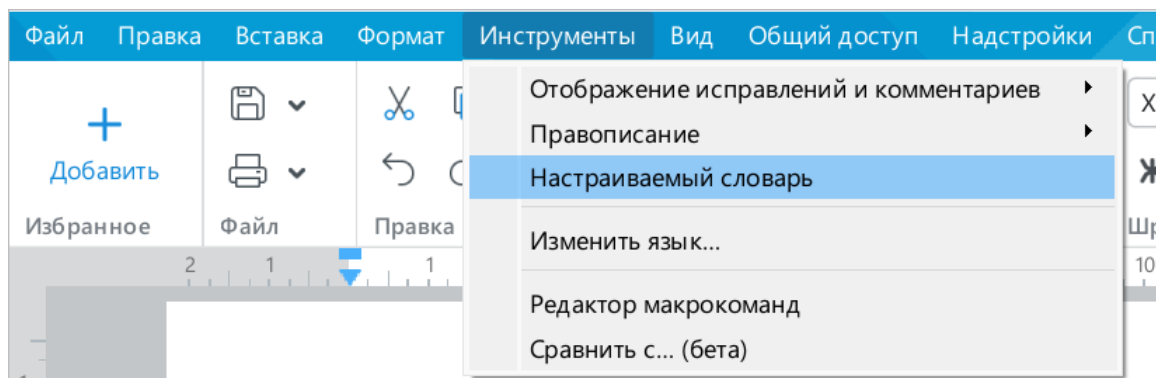 Файл Правка Вставка Формат Инструменты Вид Общий доступ Надстройки
Отображение исправлений и комментариев
Правописание
Настраиваемый словарь
Изменить язык...
Редактор макрокоманд
Сравнить с... (бета)
Добавить
Избранное Файл Правка
2 1 1 10